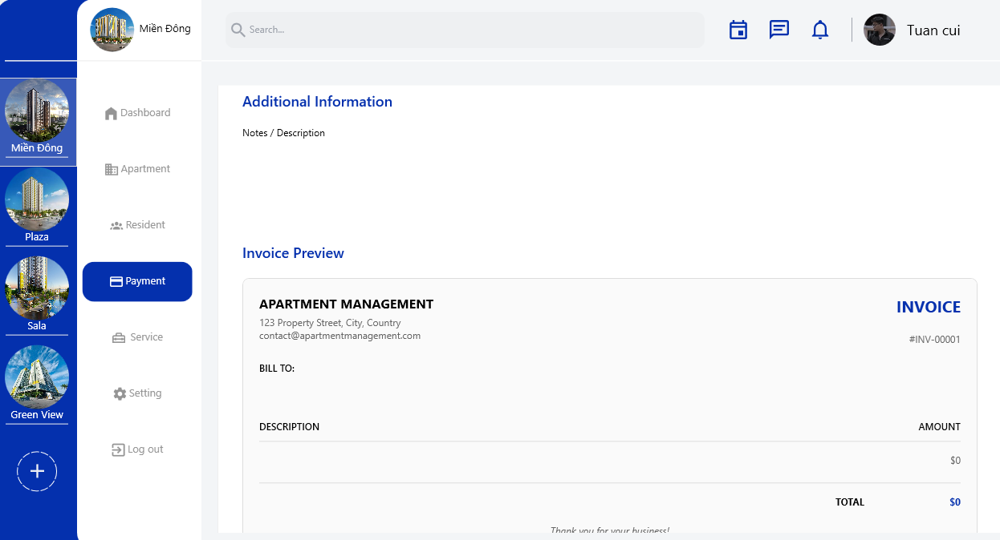 Miền Đông
Search...
Tuan cui
Miền Đông
Plaza
Sala
Green View
Dashboard
Apartment
Resident
Payment
Service
Setting
Log out
Additional Information
Notes / Description
Invoice Preview
APARTMENT MANAGEMENT
INVOICE
123 Property Street, City, Country
contact@apartmentmanagement.com
#INV-00001
BILL TO:
DESCRIPTION AMOUNT
$0
TOTAL $0
Thank you for your business!